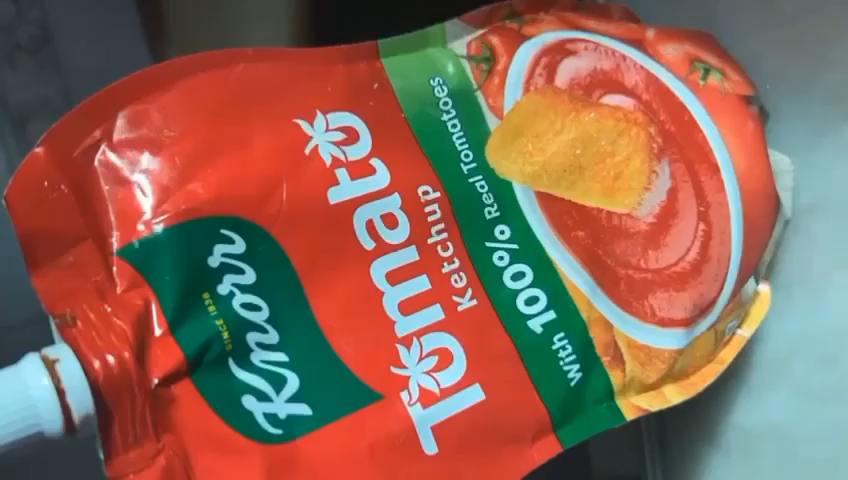 Knorr
SINCE 1838
Tomato
Ketchup
With 100% Real Tomatoes